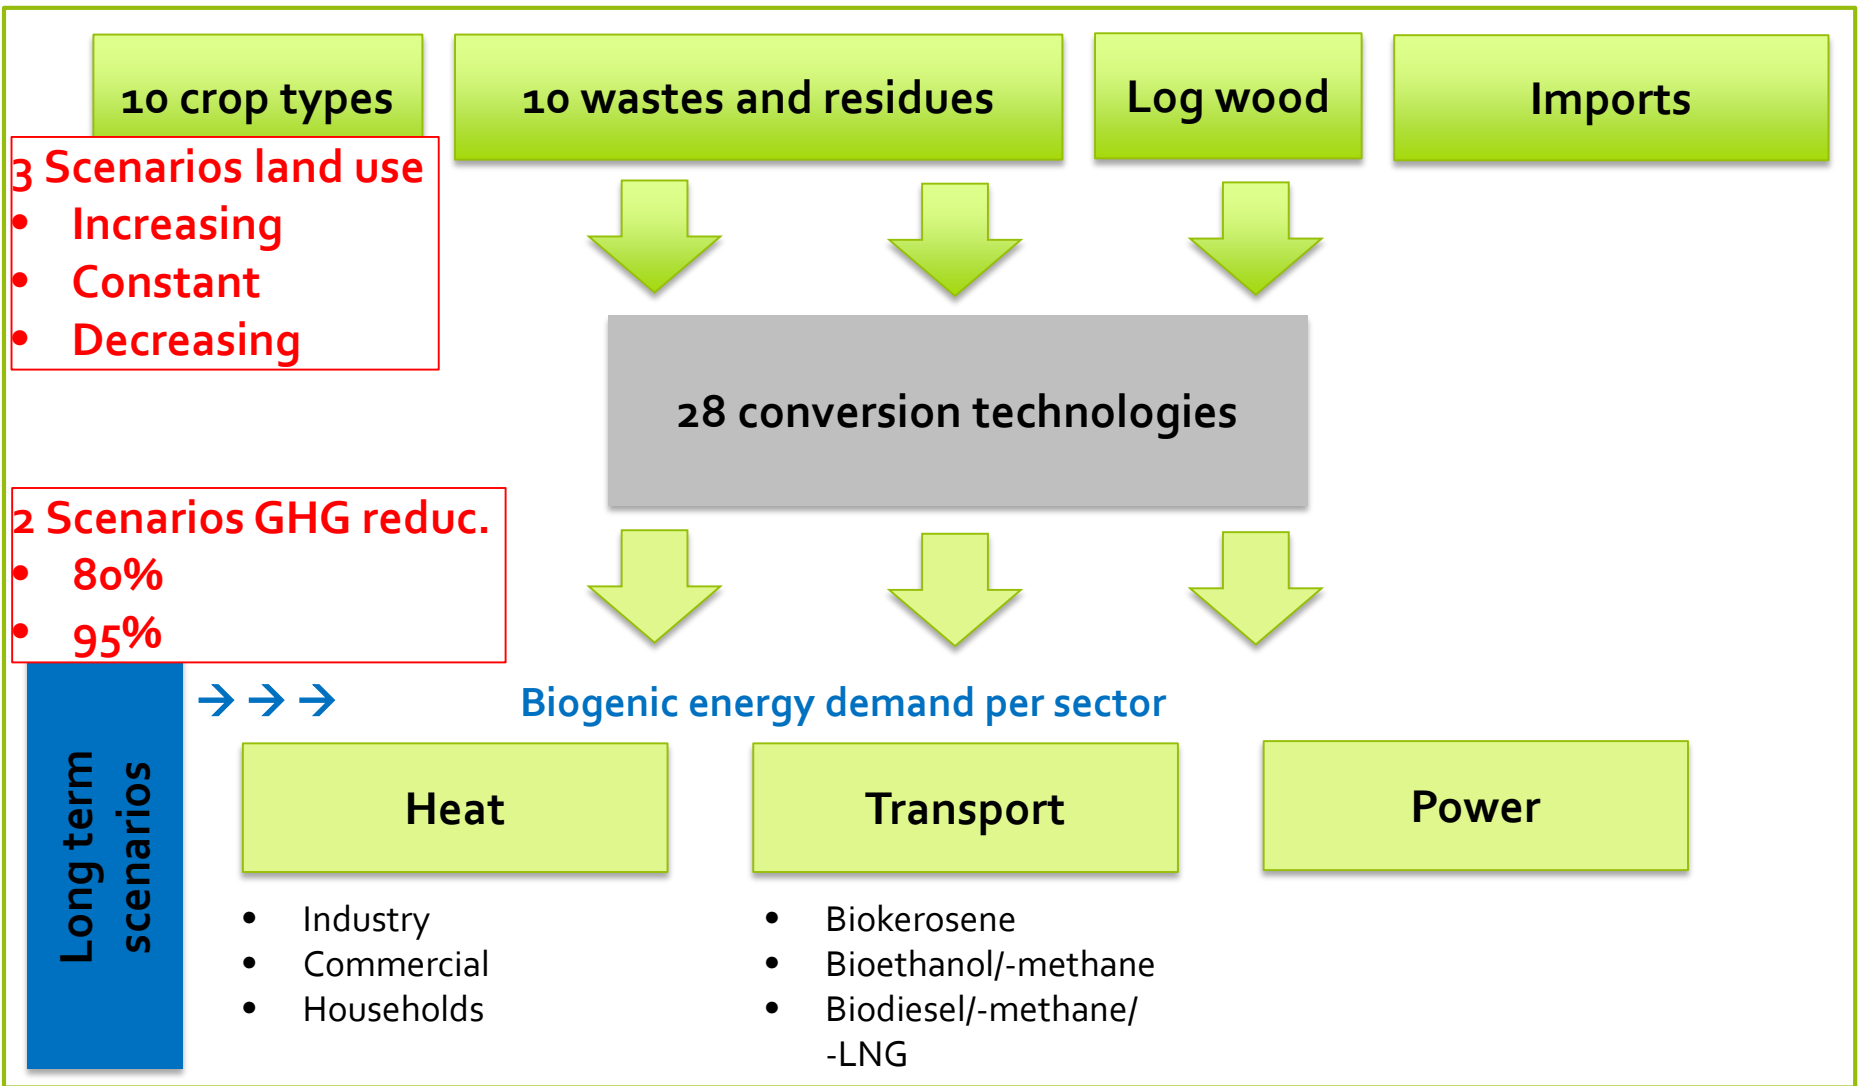 10 crop types
10 wastes and residues
Log wood
Imports
3 Scenarios land use
• Increasing
• Constant
• Decreasing
28 conversion technologies
2 Scenarios GHG reduc.
• 80%
• 95%
Long term
scenarios
→→→ Biogenic energy demand per sector
Heat
Transport
Power
• Industry
• Commercial
• Households
• Biokerosene
• Bioethanol/-methane
• Biodiesel/-methane/
-LNG